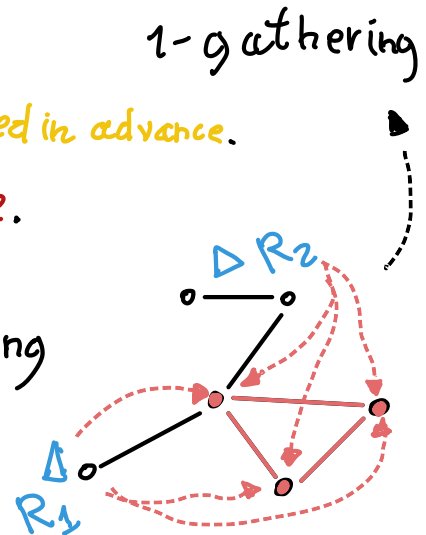 1-gathering
ed in advance.
e.
R2
ng
R1